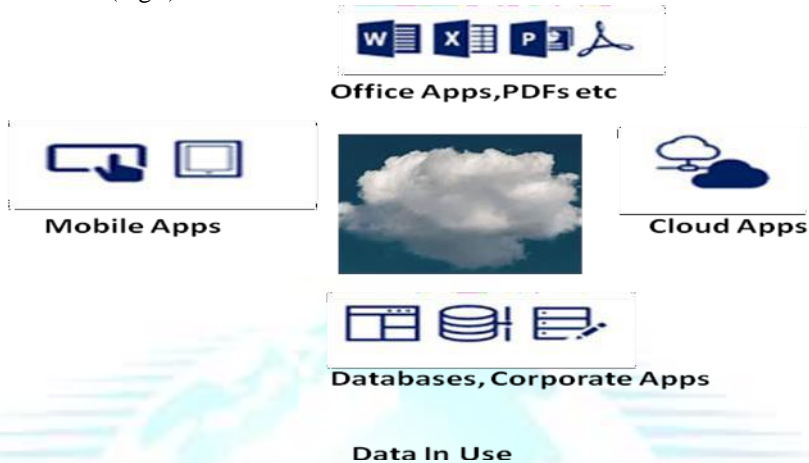 W X P
Office Apps,PDFs etc
Mobile Apps
Cloud Apps
Databases, Corporate Apps
Data In Use